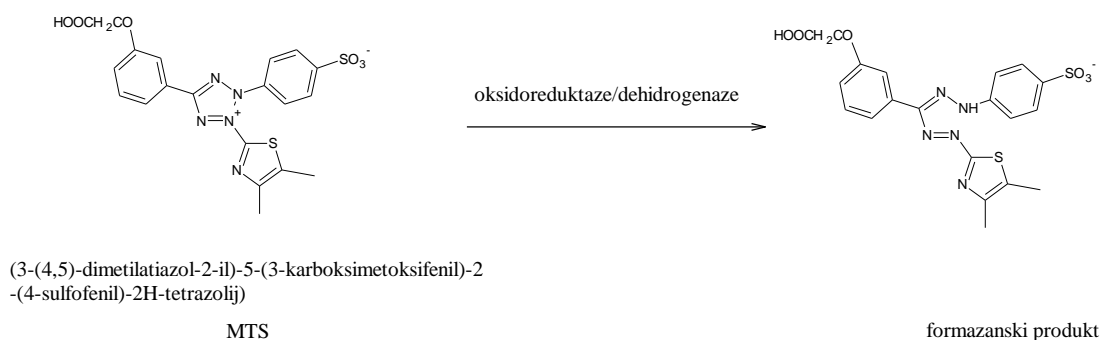 HOOCH2CO
SO3-
N
N
N
N+
S
N
oksidoreduktaze/dehidrogenaze
HOOCH2CO
SO3-
N
NH
N
N
S
N
(3-(4,5)-dimetilatiazol-2-il)-5-(3-karboksimetoksifenil)-2
-(4-sulfofenil)-2H-tetrazolij)
MTS
formazanski produkt